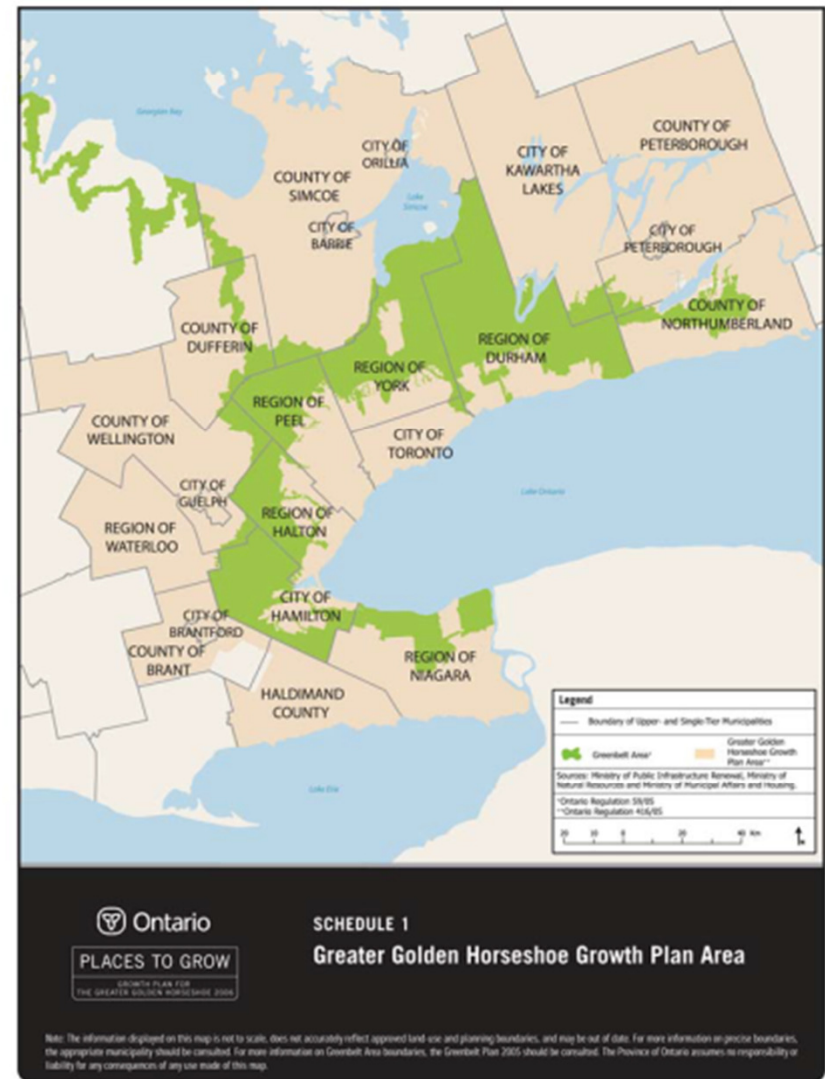 Georgian Bay
CITY OF
ORILLIA
COUNTY OF
SIMCOE
Lake
Simcoe
CITY OF
BARRIE
CITY OF
KAWARTHA
LAKES
COUNTY OF
PETERBOROUGH
CITY OF
PETERBOROUGH
COUNTY OF
NORTHUMBERLAND
COUNTY OF
DUFFERIN
REGION OF
DURHAM
REGION OF
YORK
REGION OF
PEEL
COUNTY OF
WELLINGTON
CITY OF
TORONTO
CITY OF
GUELPH
Lake Ontario
REGION OF
HALTON
REGION OF
WATERLOO
CITY OF
HAMILTON
CITY OF
BRANTFORD
COUNTY OF
BRANT
REGION OF
NIAGARA
HALDIMAND
COUNTY
Lake Erie
Legend
Boundary of Upper- and Single-Tier Municipalities
Greenbelt Area*
Greater Golden
Horseshoe Growth
Plan Area**
Sources: Ministry of Public Infrastructure Renewal, Ministry of
Natural Resources and Ministry of Municipal Affairs and Housing.
*Ontario Regulation 59/05
**Ontario Regulation 416/05
20 10 0 20 40 Km
Ontario
PLACES TO GROW
GROWTH PLAN FOR
THE GREATER GOLDEN HORSESHOE 2006
SCHEDULE 1
Greater Golden Horseshoe Growth Plan Area
Note: The information displayed on this map is not to scale, does not accurately reflect approved land-use and planning boundaries, and may be out of date. For more information on precise boundaries,
the appropriate municipality should be consulted. For more information on Greenbelt Area boundaries, the Greenbelt Plan 2005 should be consulted. The Province of Ontario assumes no responsibility or
liability for any consequences of any use made of this map.